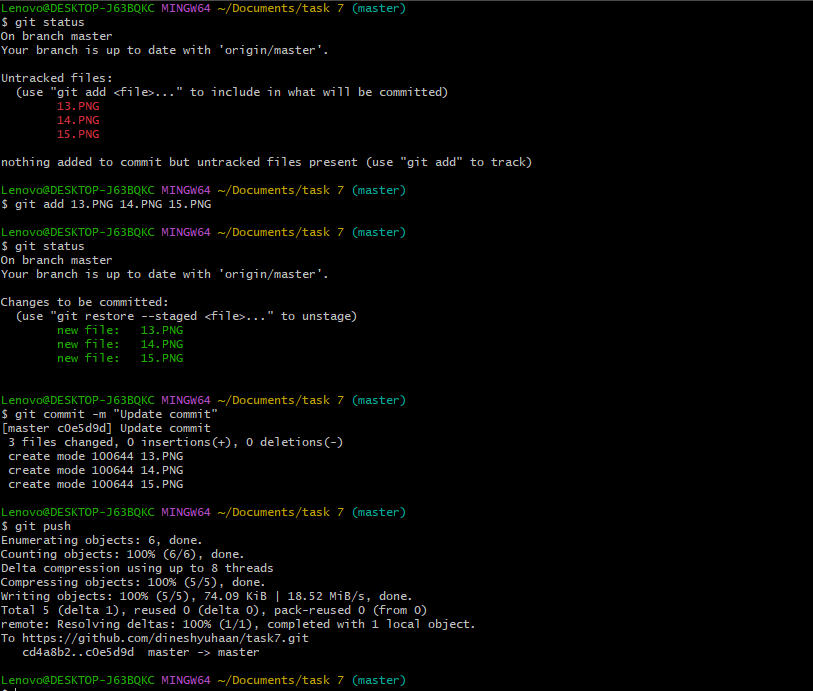 Lenovo@DESKTOP-J63BQKC MINGW64 ~/Documents/task 7 (master)
$ git status
On branch master
Your branch is up to date with 'origin/master'.
Untracked files:
(use "git add <file>..." to include in what will be committed)
13.PNG
14.PNG
15.PNG
nothing added to commit but untracked files present (use "git add" to track)
Lenovo@DESKTOP-J63BQKC MINGW64 ~/Documents/task 7 (master)
$ git add 13.PNG 14.PNG 15.PNG
Lenovo@DESKTOP-J63BQKC MINGW64 ~/Documents/task 7 (master)
$ git status
On branch master
Your branch is up to date with 'origin/master'.
Changes to be committed:
(use "git restore --staged <file>..." to unstage)
new file:   13.PNG
new file:   14.PNG
new file:   15.PNG
Lenovo@DESKTOP-J63BQKC MINGW64 ~/Documents/task 7 (master)
$ git commit -m "Update commit"
[master c0e5d9d] Update commit
3 files changed, 0 insertions(+), 0 deletions(-)
create mode 100644 13.PNG
create mode 100644 14.PNG
create mode 100644 15.PNG
Lenovo@DESKTOP-J63BQKC MINGW64 ~/Documents/task 7 (master)
$ git push
Enumerating objects: 6, done.
Counting objects: 100% (6/6), done.
Delta compression using up to 8 threads
Compressing objects: 100% (5/5), done.
Writing objects: 100% (5/5), 74.09 KiB | 18.52 MiB/s, done.
Total 5 (delta 1), reused 0 (delta 0), pack-reused 0 (from 0)
remote: Resolving deltas: 100% (1/1), completed with 1 local object.
To https://github.com/dineshyuhaan/task7.git
cd4a8b2..c0e5d9d  master -> master
Lenovo@DESKTOP-J63BQKC MINGW64 ~/Documents/task 7 (master)